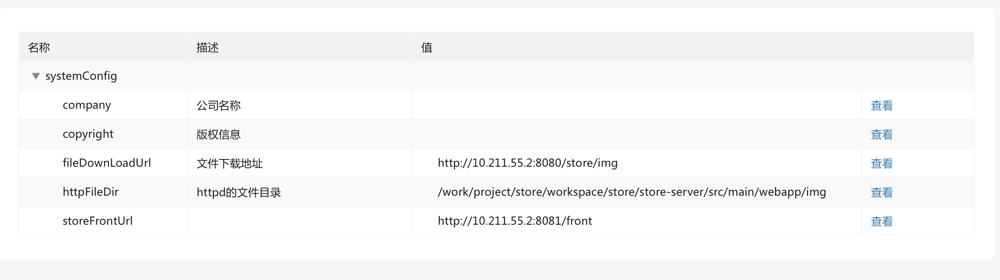 名称 描述 值
systemConfig
company 公司名称 查看
copyright 版权信息 查看
fileDownLoadUrl 文件下载地址 http://10.211.55.2:8080/store/img 查看
httpFileDir httpd的文件目录 /work/project/store/workspace/store/store-server/src/main/webapp/img 查看
storeFrontUrl http://10.211.55.2:8081/front 查看